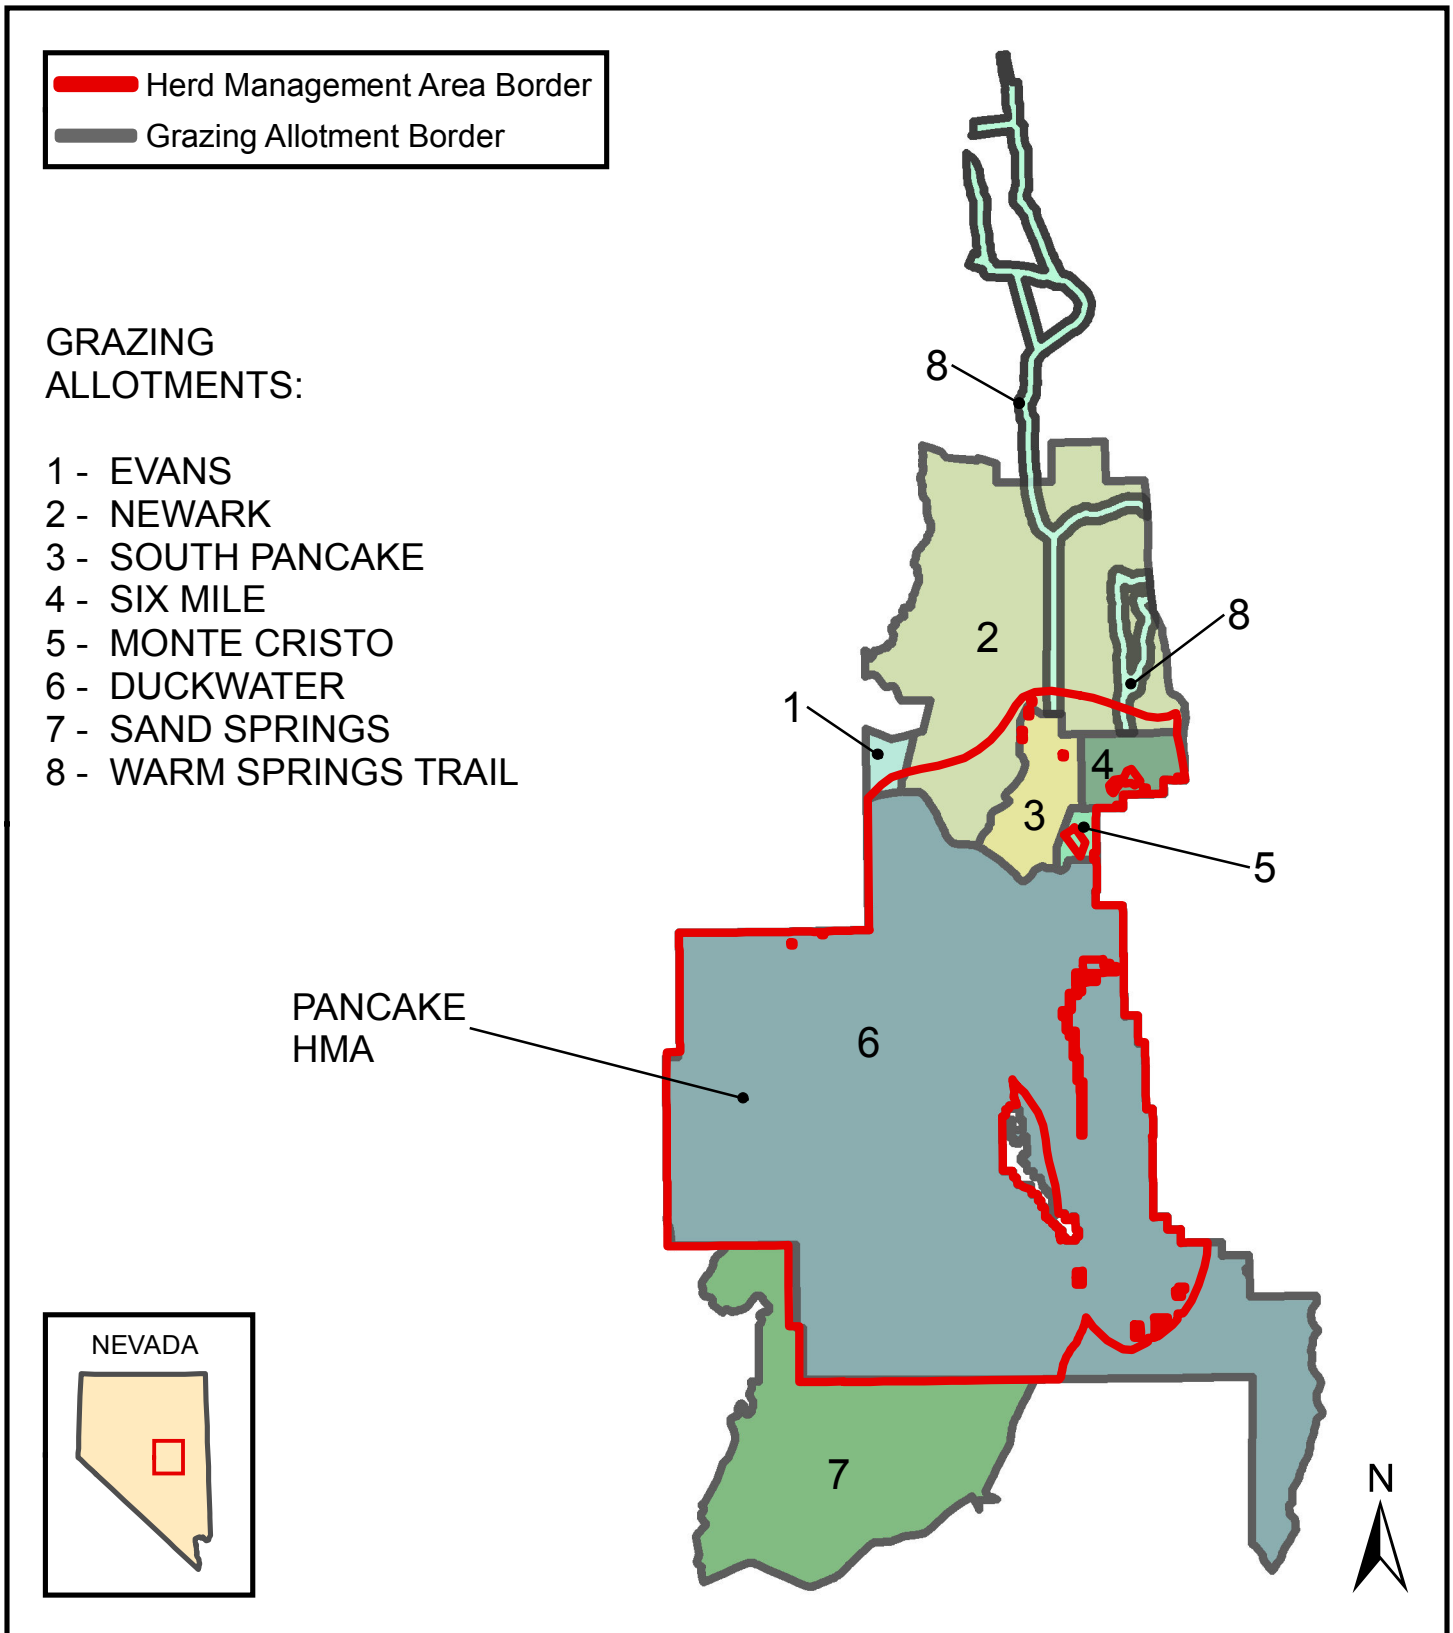 Herd Management Area Border
Grazing Allotment Border
GRAZING
ALLOTMENTS:
1 - EVANS
2 - NEWARK
3 - SOUTH PANCAKE
4 - SIX MILE
5 - MONTE CRISTO
6 - DUCKWATER
7 - SAND SPRINGS
8 - WARM SPRINGS TRAIL
8
2
8
1
4
3
5
PANCAKE
HMA
6
7
NEVADA
N